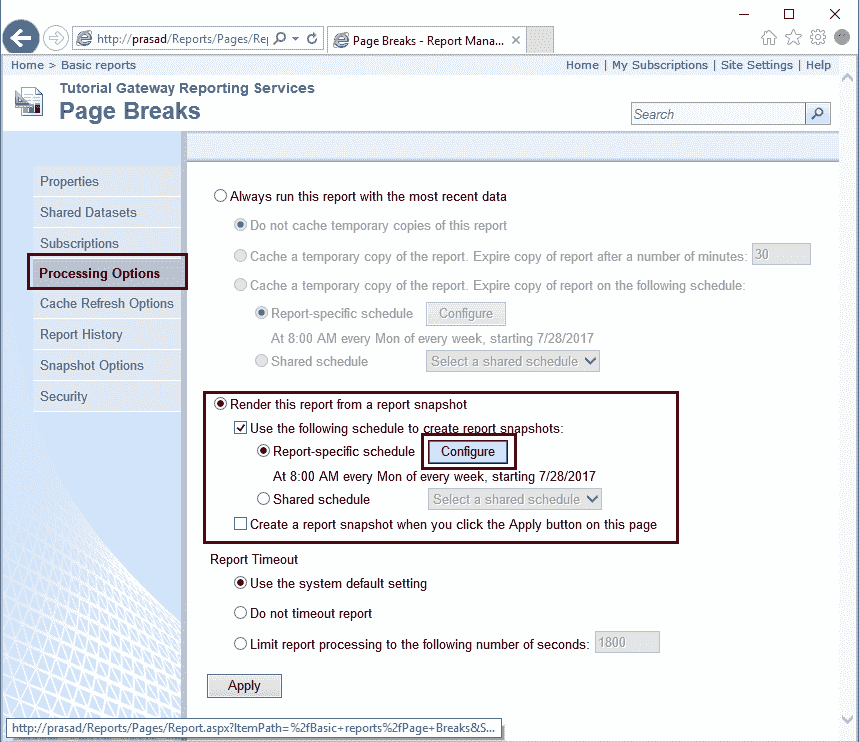 http://prasad/Reports/Pages/Re
Page Breaks - Report Mana...
Home > Basic reports
Home | My Subscriptions | Site Settings | Help
Tutorial Gateway Reporting Services
Page Breaks
Search
Properties
Shared Datasets
Subscriptions
Processing Options
Cache Refresh Options
Report History
Snapshot Options
Security
Always run this report with the most recent data
Do not cache temporary copies of this report
Cache a temporary copy of the report. Expire copy of report after a number of minutes: 30
Cache a temporary copy of the report. Expire copy of report on the following schedule:
Report-specific schedule Configure
At 8:00 AM every Mon of every week, starting 7/28/2017
Shared schedule Select a shared schedule
Render this report from a report snapshot
Use the following schedule to create report snapshots:
Report-specific schedule Configure
At 8:00 AM every Mon of every week, starting 7/28/2017
Shared schedule Select a shared schedule
Create a report snapshot when you click the Apply button on this page
Report Timeout
Use the system default setting
Do not timeout report
Limit report processing to the following number of seconds: 1800
Apply
http://prasad/Reports/Pages/Report.aspx?ItemPath=%2fBasic+reports%2fPage+Breaks&S...